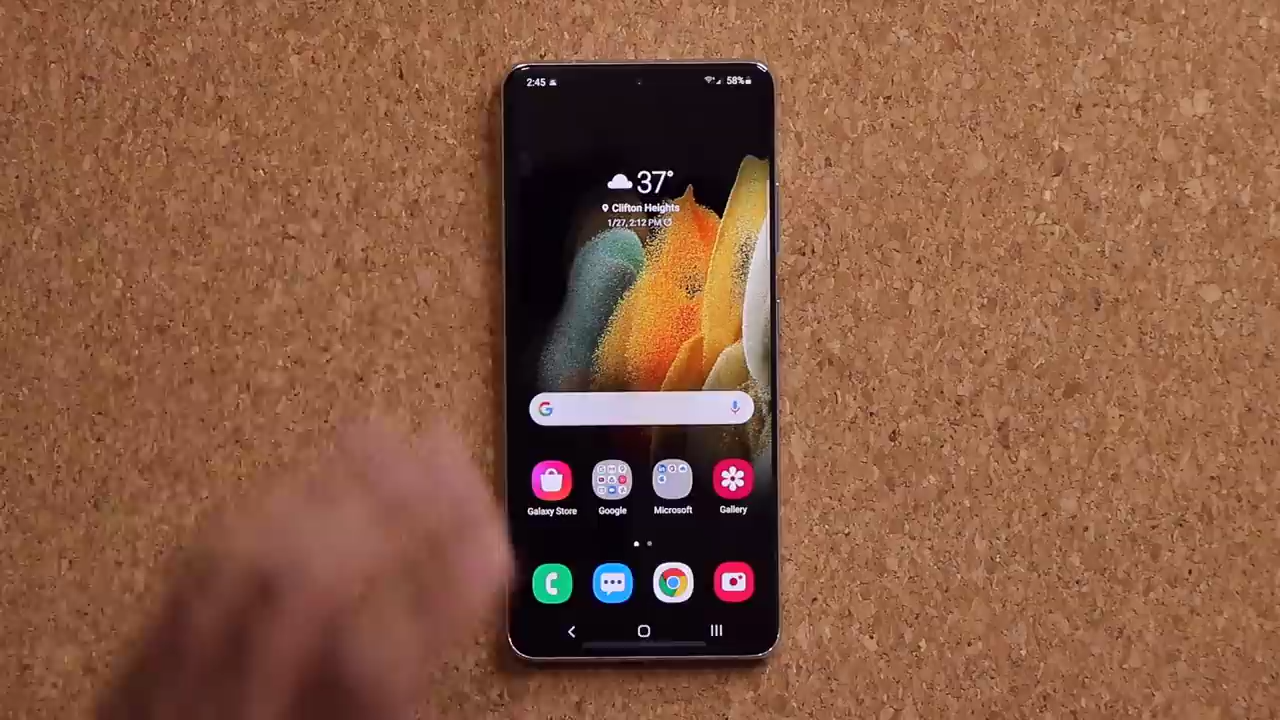 2:45
58%
37°
Clifton Heights
1/27, 2:12 PM
Galaxy Store
Google
Microsoft
Gallery